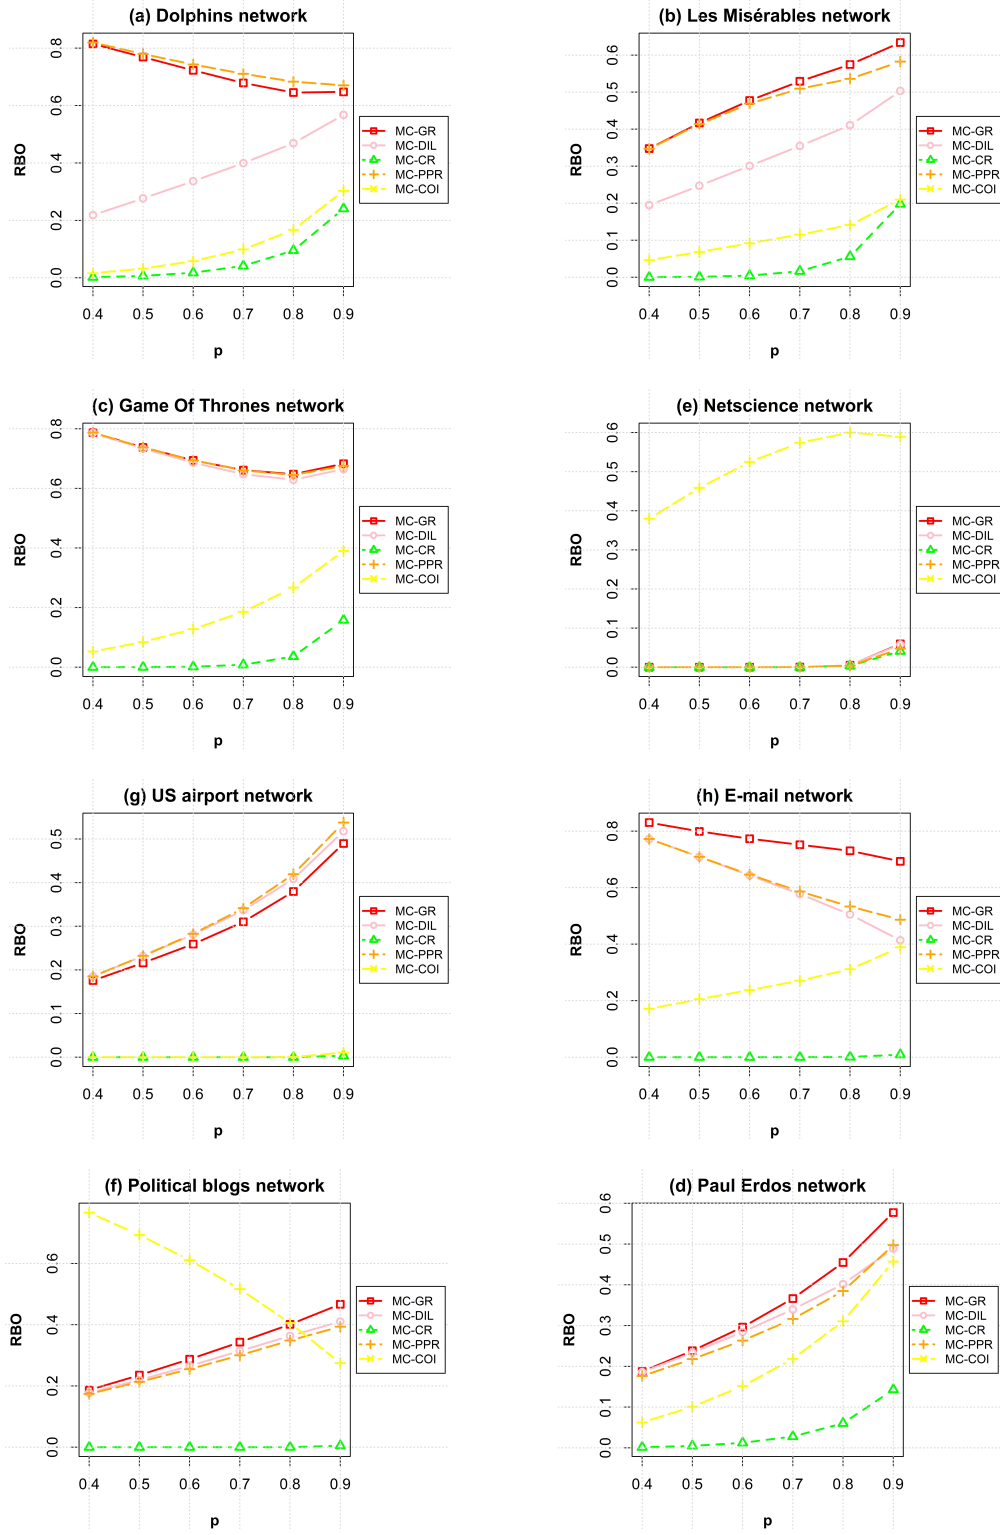 (a) Dolphins network
RBO
0.8
0.6
0.4
0.2
0.0
0.4 0.5 0.6 0.7 0.8 0.9
p
MC-GR
MC-DIL
MC-CR
MC-PPR
MC-COI
(b) Les Misérables network
RBO
0.6
0.5
0.4
0.3
0.2
0.1
0.0
0.4 0.5 0.6 0.7 0.8 0.9
p
MC-GR
MC-DIL
MC-CR
MC-PPR
MC-COI
(c) Game Of Thrones network
RBO
0.8
0.6
0.4
0.2
0.0
0.4 0.5 0.6 0.7 0.8 0.9
p
MC-GR
MC-DIL
MC-CR
MC-PPR
MC-COI
(e) Netscience network
RBO
0.6
0.5
0.4
0.3
0.2
0.1
0.0
0.4 0.5 0.6 0.7 0.8 0.9
p
MC-GR
MC-DIL
MC-CR
MC-PPR
MC-COI
(g) US airport network
RBO
0.5
0.4
0.3
0.2
0.1
0.0
0.4 0.5 0.6 0.7 0.8 0.9
p
MC-GR
MC-DIL
MC-CR
MC-PPR
MC-COI
(h) E-mail network
RBO
0.8
0.6
0.4
0.2
0.0
0.4 0.5 0.6 0.7 0.8 0.9
p
MC-GR
MC-DIL
MC-CR
MC-PPR
MC-COI
(f) Political blogs network
RBO
0.6
0.4
0.2
0.0
0.4 0.5 0.6 0.7 0.8 0.9
p
MC-GR
MC-DIL
MC-CR
MC-PPR
MC-COI
(d) Paul Erdos network
RBO
0.6
0.5
0.4
0.3
0.2
0.1
0.0
0.4 0.5 0.6 0.7 0.8 0.9
p
MC-GR
MC-DIL
MC-CR
MC-PPR
MC-COI